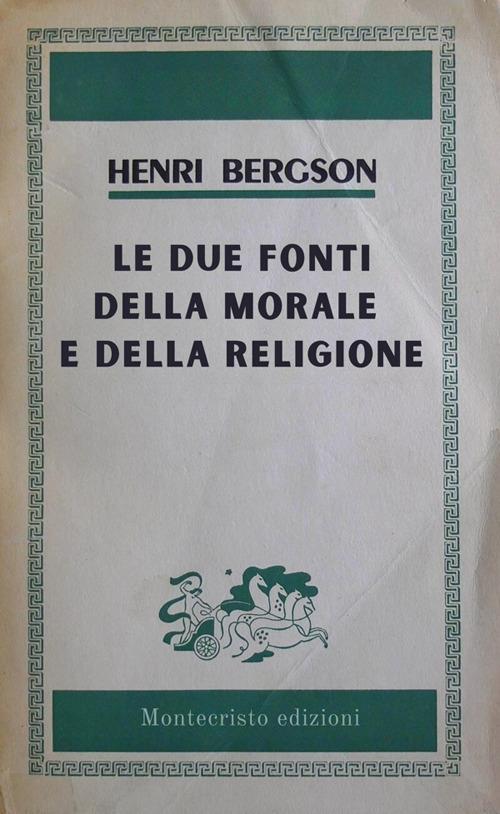 HENRI BERGSON
LE DUE FONTI
DELLA MORALE
E DELLA RELIGIONE
Montecristo edizioni